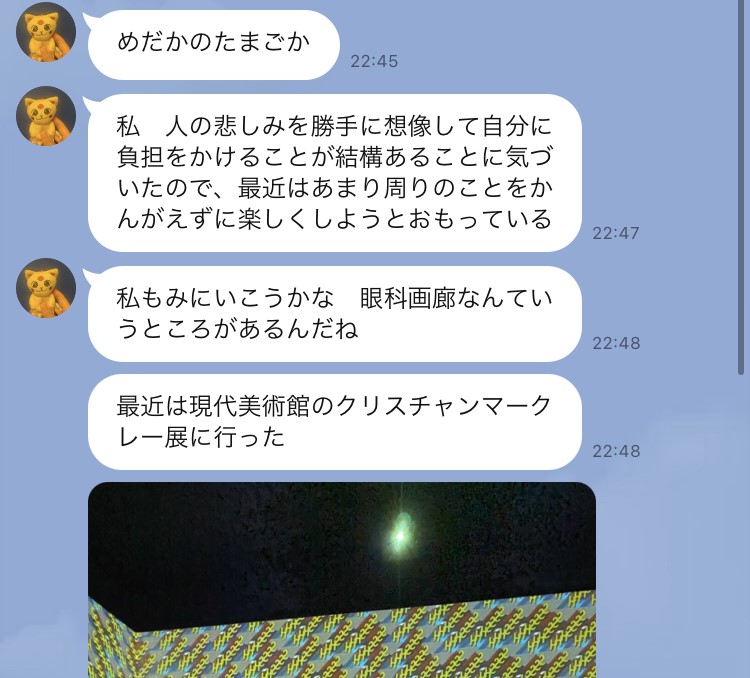 めだかのたまごか
22:45
私　人の悲しみを勝手に想像して自分に
負担をかけることが結構あることに気づ
いたので、最近はあまり周りのことをか
んがえずに楽しくしようとおもっている
22:47
私もみにいこうかな　眼科画廊なんてい
うところがあるんだね
22:48
最近は現代美術館のクリスチャンマーク
レー展に行った
22:48